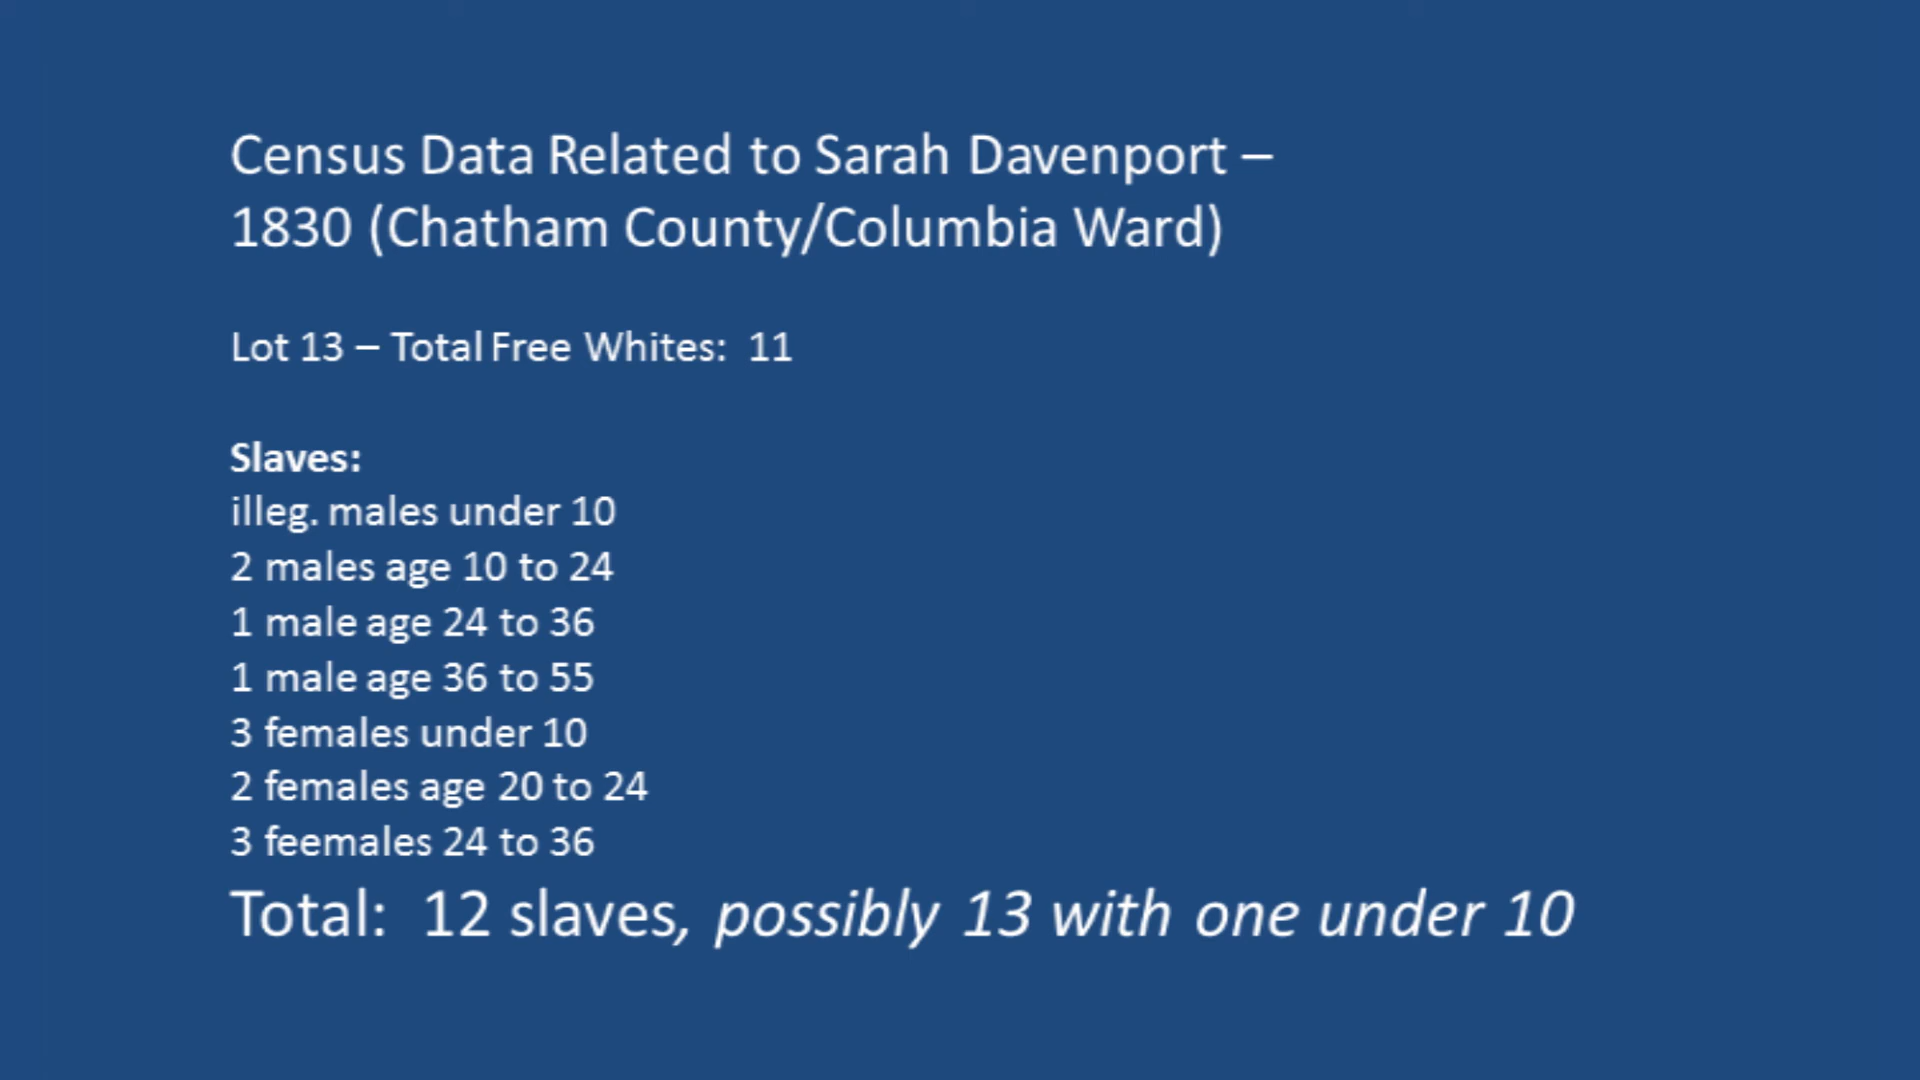 Census Data Related to Sarah Davenport –
1830 (Chatham County/Columbia Ward)
Lot 13 – Total Free Whites: 11
Slaves:
illeg. males under 10
2 males age 10 to 24
1 male age 24 to 36
1 male age 36 to 55
3 females under 10
2 females age 20 to 24
3 feemales 24 to 36
Total: 12 slaves, possibly 13 with one under 10